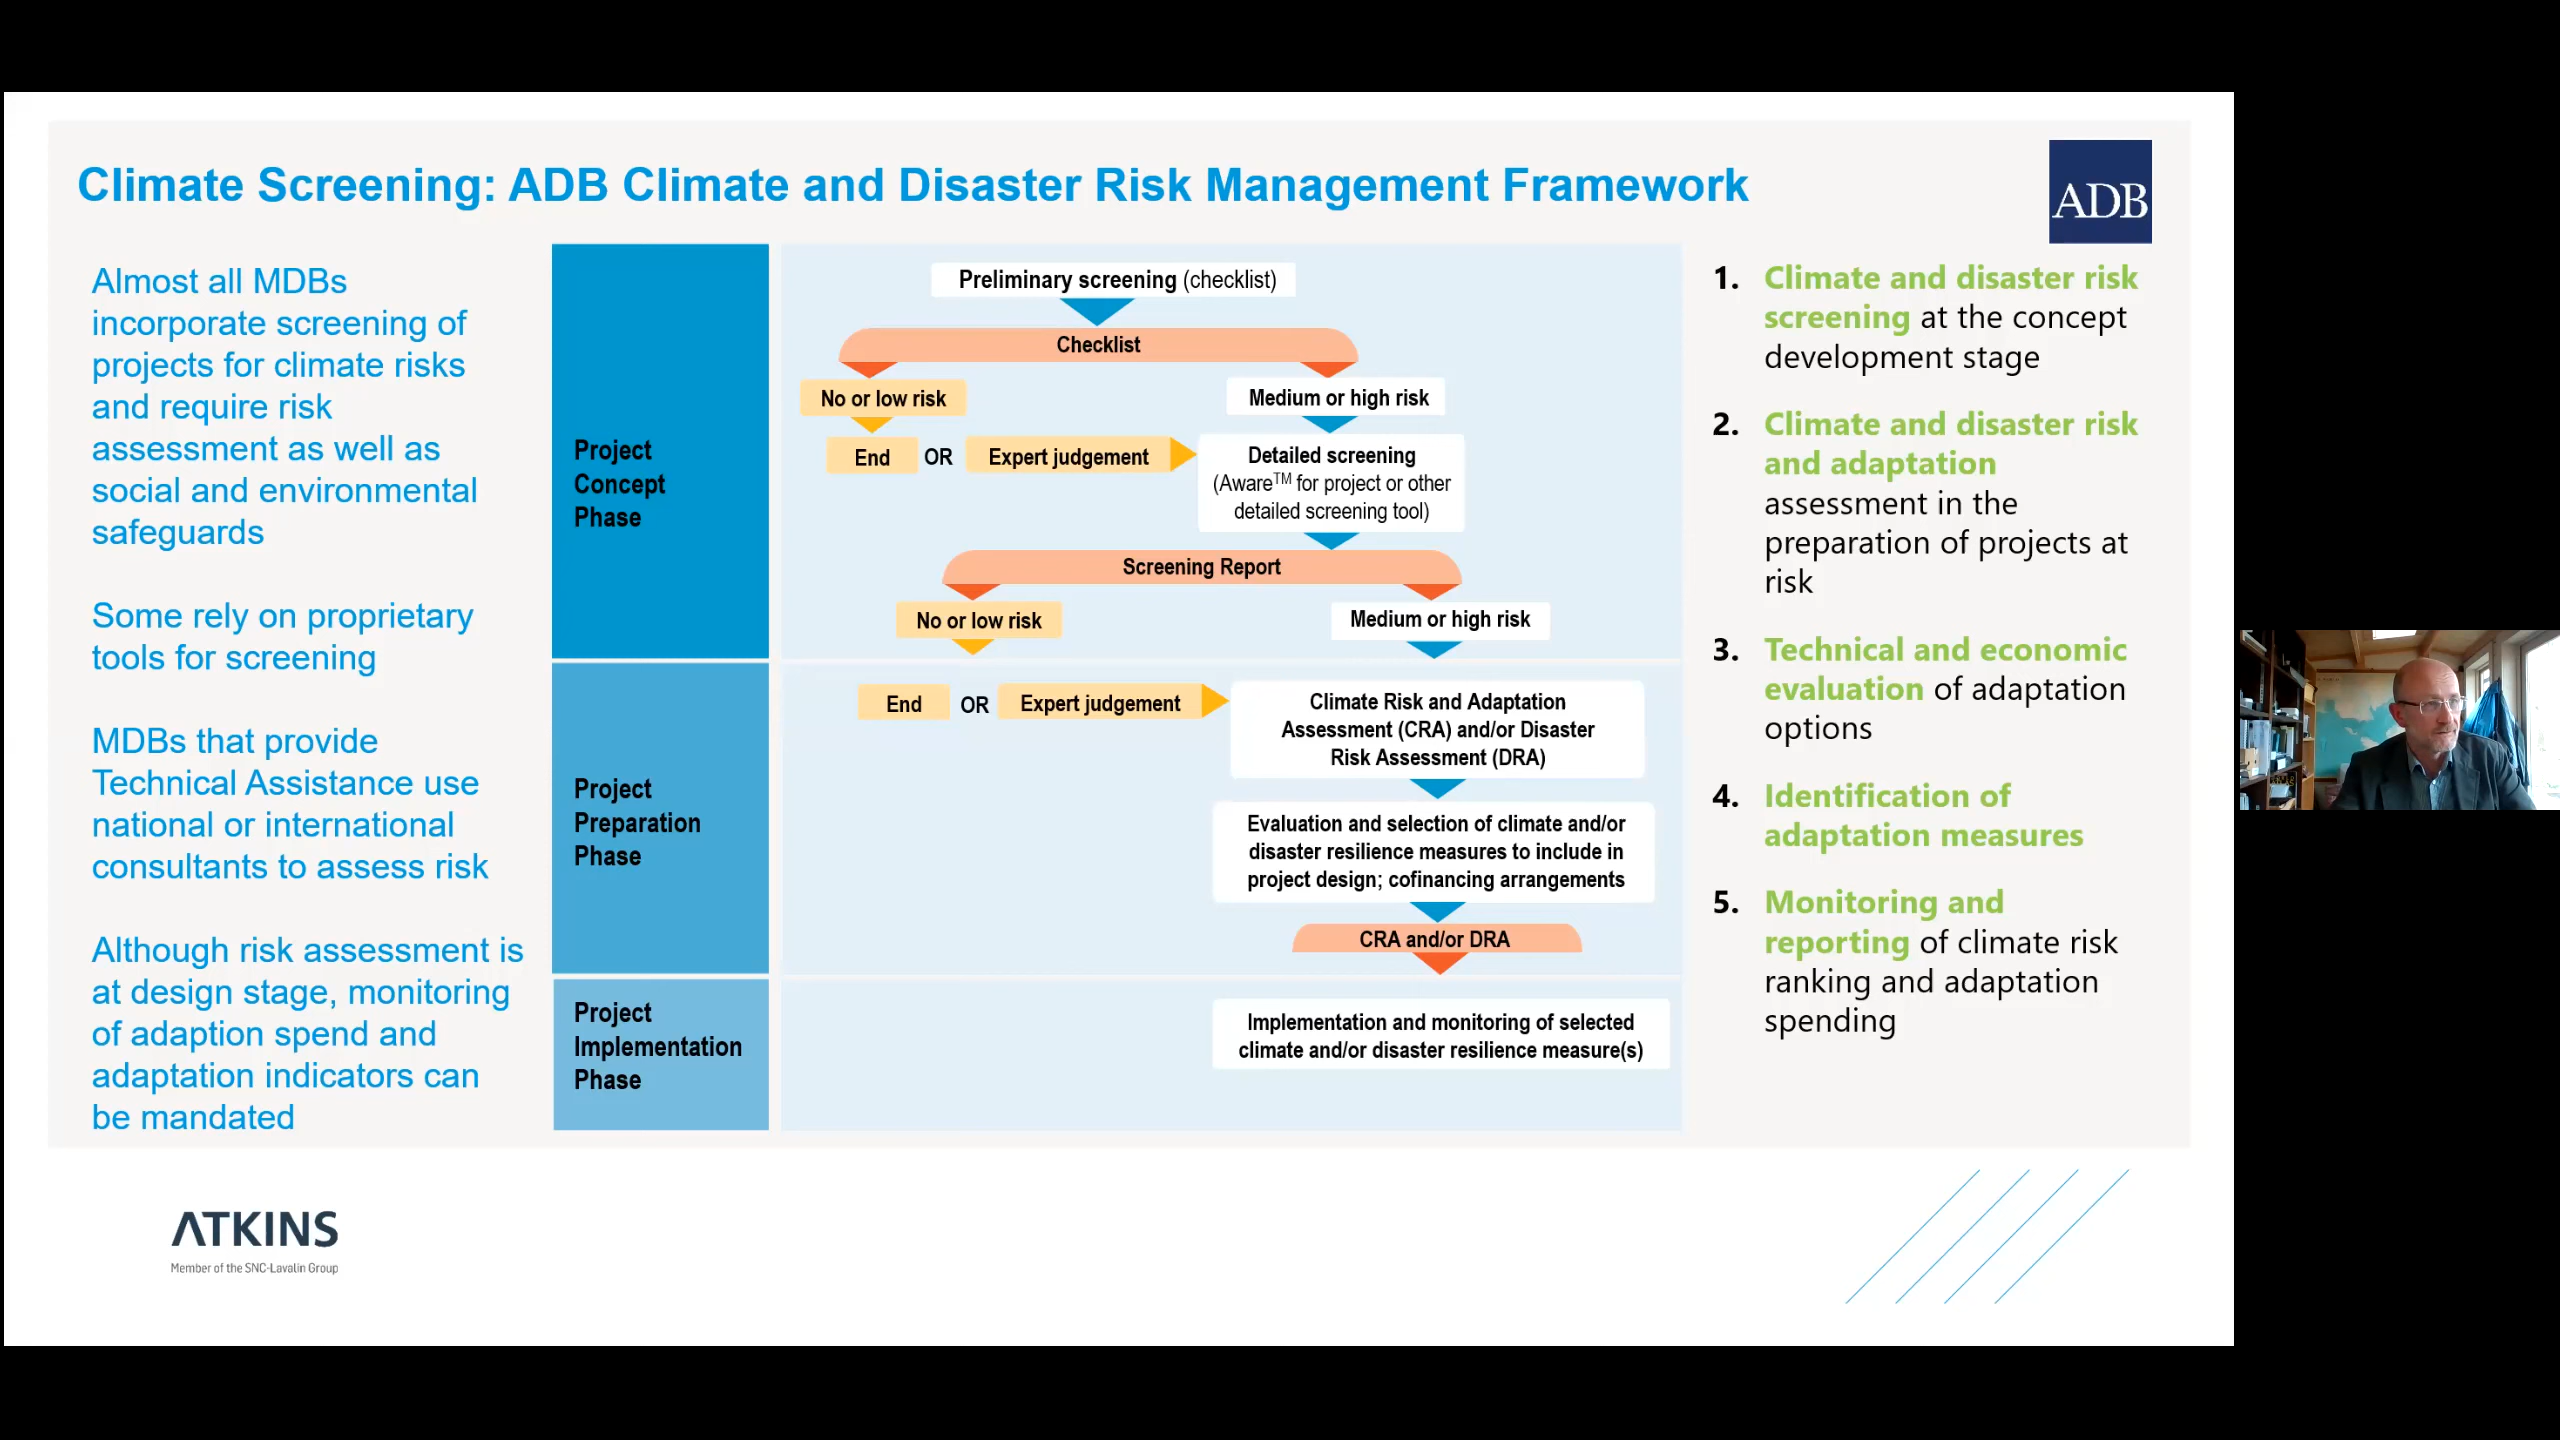 Climate Screening: ADB Climate and Disaster Risk Management Framework
ADB
Almost all MDBs
incorporate screening of
projects for climate risks
and require risk
assessment as well as
social and environmental
safeguards
Some rely on proprietary
tools for screening
MDBs that provide
Technical Assistance use
national or international
consultants to assess risk
Although risk assessment is
at design stage, monitoring
of adaption spend and
adaptation indicators can
be mandated
Project
Concept
Phase
Preliminary screening (checklist)
Checklist
No or low risk
Medium or high risk
End OR Expert judgement
Detailed screening
(Aware™ for project or other
detailed screening tool)
Screening Report
No or low risk
Medium or high risk
Project
Preparation
Phase
End OR Expert judgement
Climate Risk and Adaptation
Assessment (CRA) and/or Disaster
Risk Assessment (DRA)
Evaluation and selection of climate and/or
disaster resilience measures to include in
project design; cofinancing arrangements
CRA and/or DRA
Project
Implementation
Phase
Implementation and monitoring of selected
climate and/or disaster resilience measure(s)
1. Climate and disaster risk
screening at the concept
development stage
2. Climate and disaster risk
and adaptation
assessment in the
preparation of projects at
risk
3. Technical and economic
evaluation of adaptation
options
4. Identification of
adaptation measures
5. Monitoring and
reporting of climate risk
ranking and adaptation
spending
ATKINS
Member of the SNC-Lavalin Group